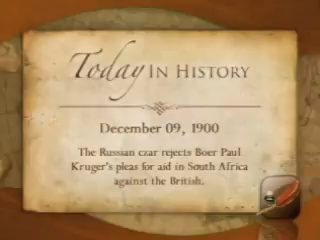 Today IN HISTORY
December 09, 1900
The Russian czar rejects Boer Paul
Kruger's pleas for aid in South Africa
against the British.